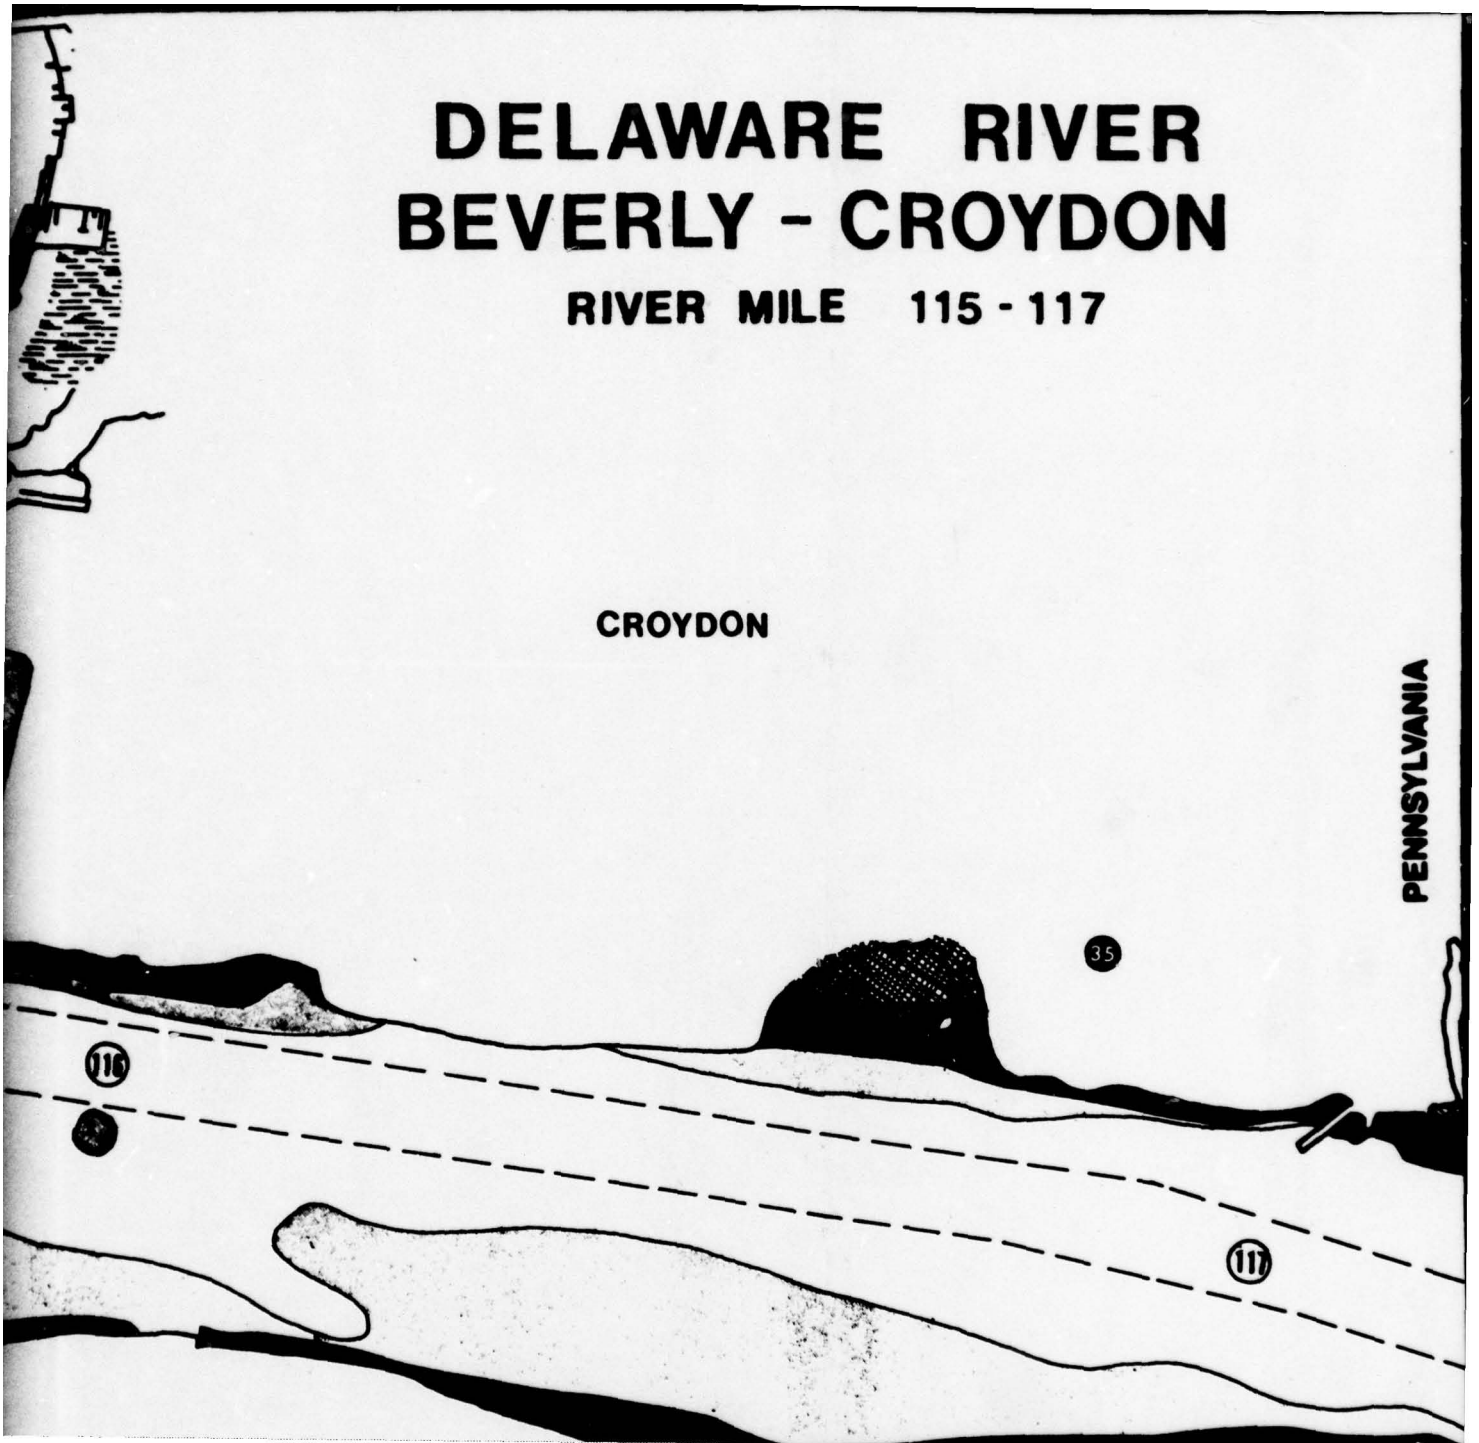 DELAWARE RIVER
BEVERLY - CROYDON
RIVER MILE 115 - 117
CROYDON
PENNSYLVANIA
35
116
117